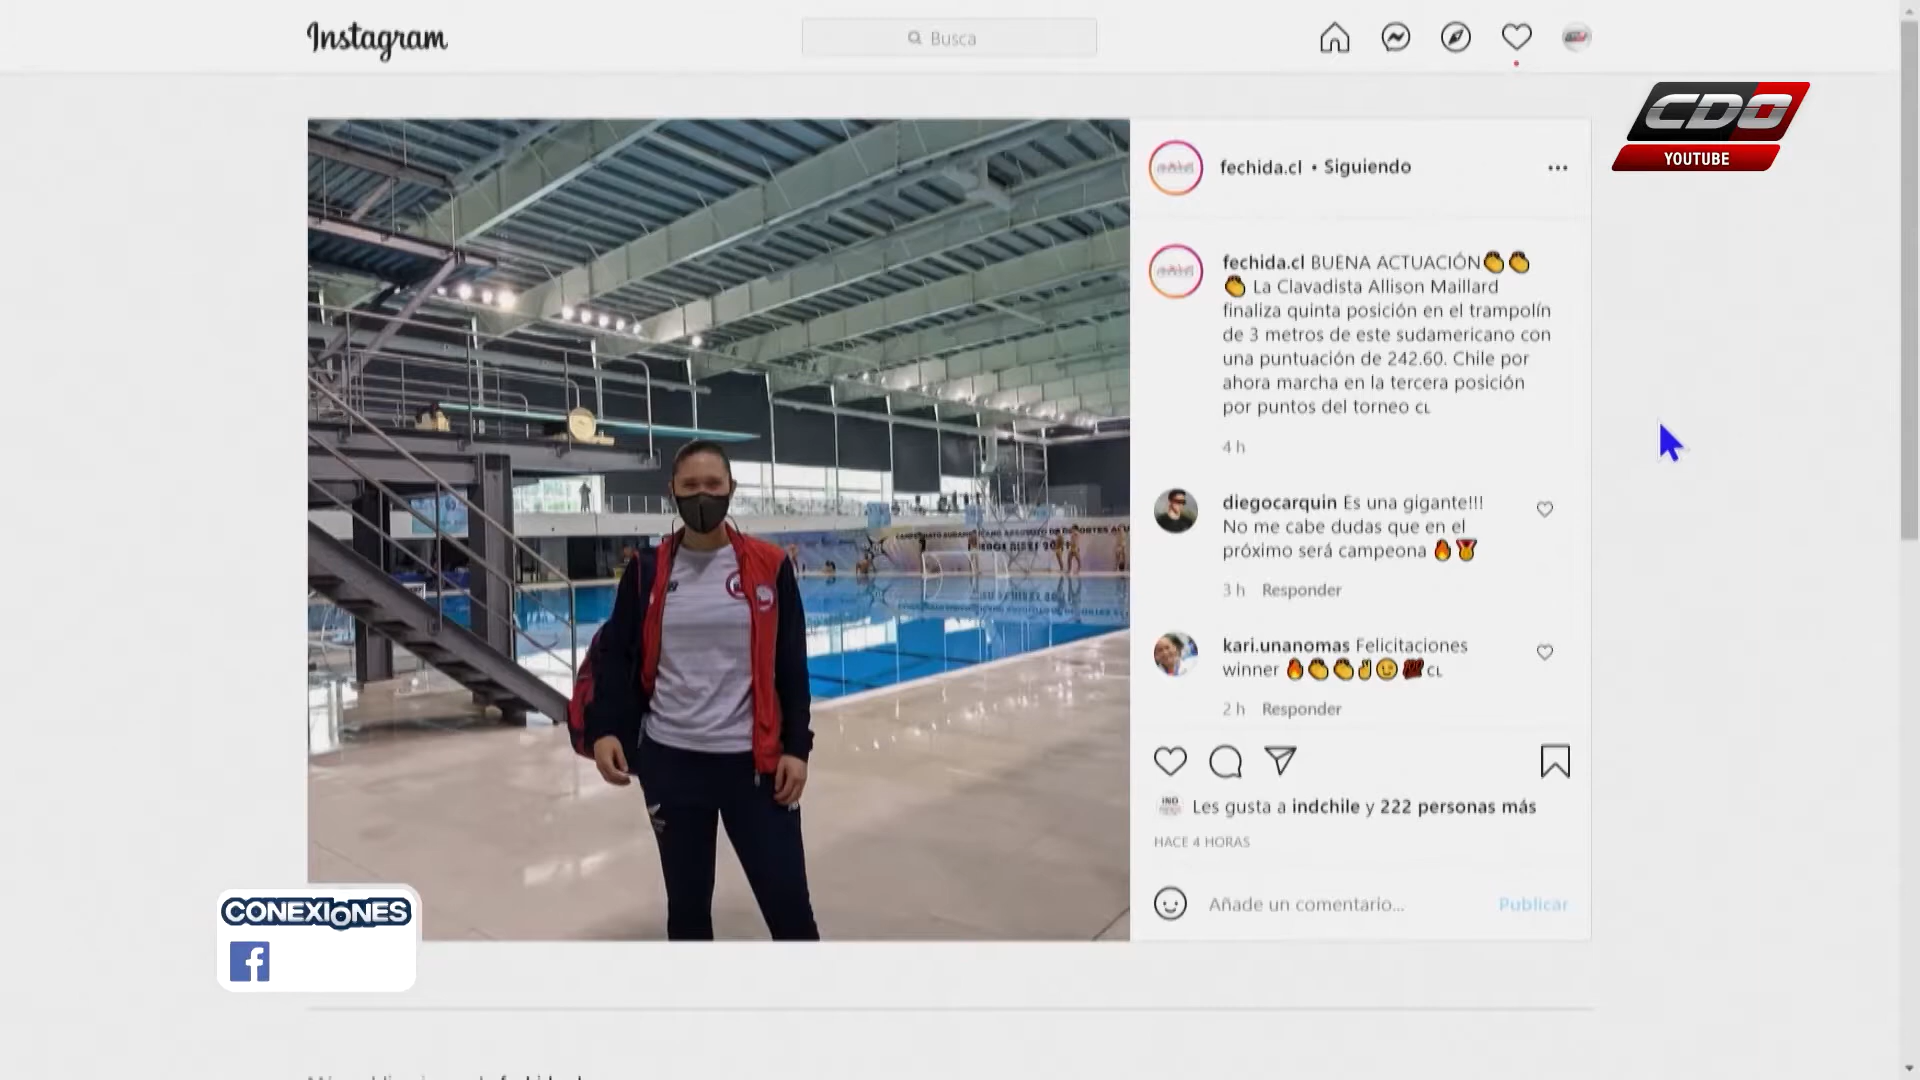 Instagram
Busca
CDO
YOUTUBE
fechida.cl • Siguiendo
fechida.cl BUENA ACTUACIÓN👏👏
👏 La Clavadista Allison Maillard
finaliza quinta posición en el trampolín
de 3 metros de este sudamericano con
una puntuación de 242.60. Chile por
ahora marcha en la tercera posición
por puntos del torneo CL
4 h
diegocarquin Es una gigante!!!
No me cabe dudas que en el
próximo será campeona 🔥🏅
3 h Responder
kari.unanomas Felicitaciones
winner 🔥👏👏✌😉💯CL
2 h Responder
Les gusta a indchile y 222 personas más
HACE 4 HORAS
Añade un comentario... Publicar
CONEXIONES